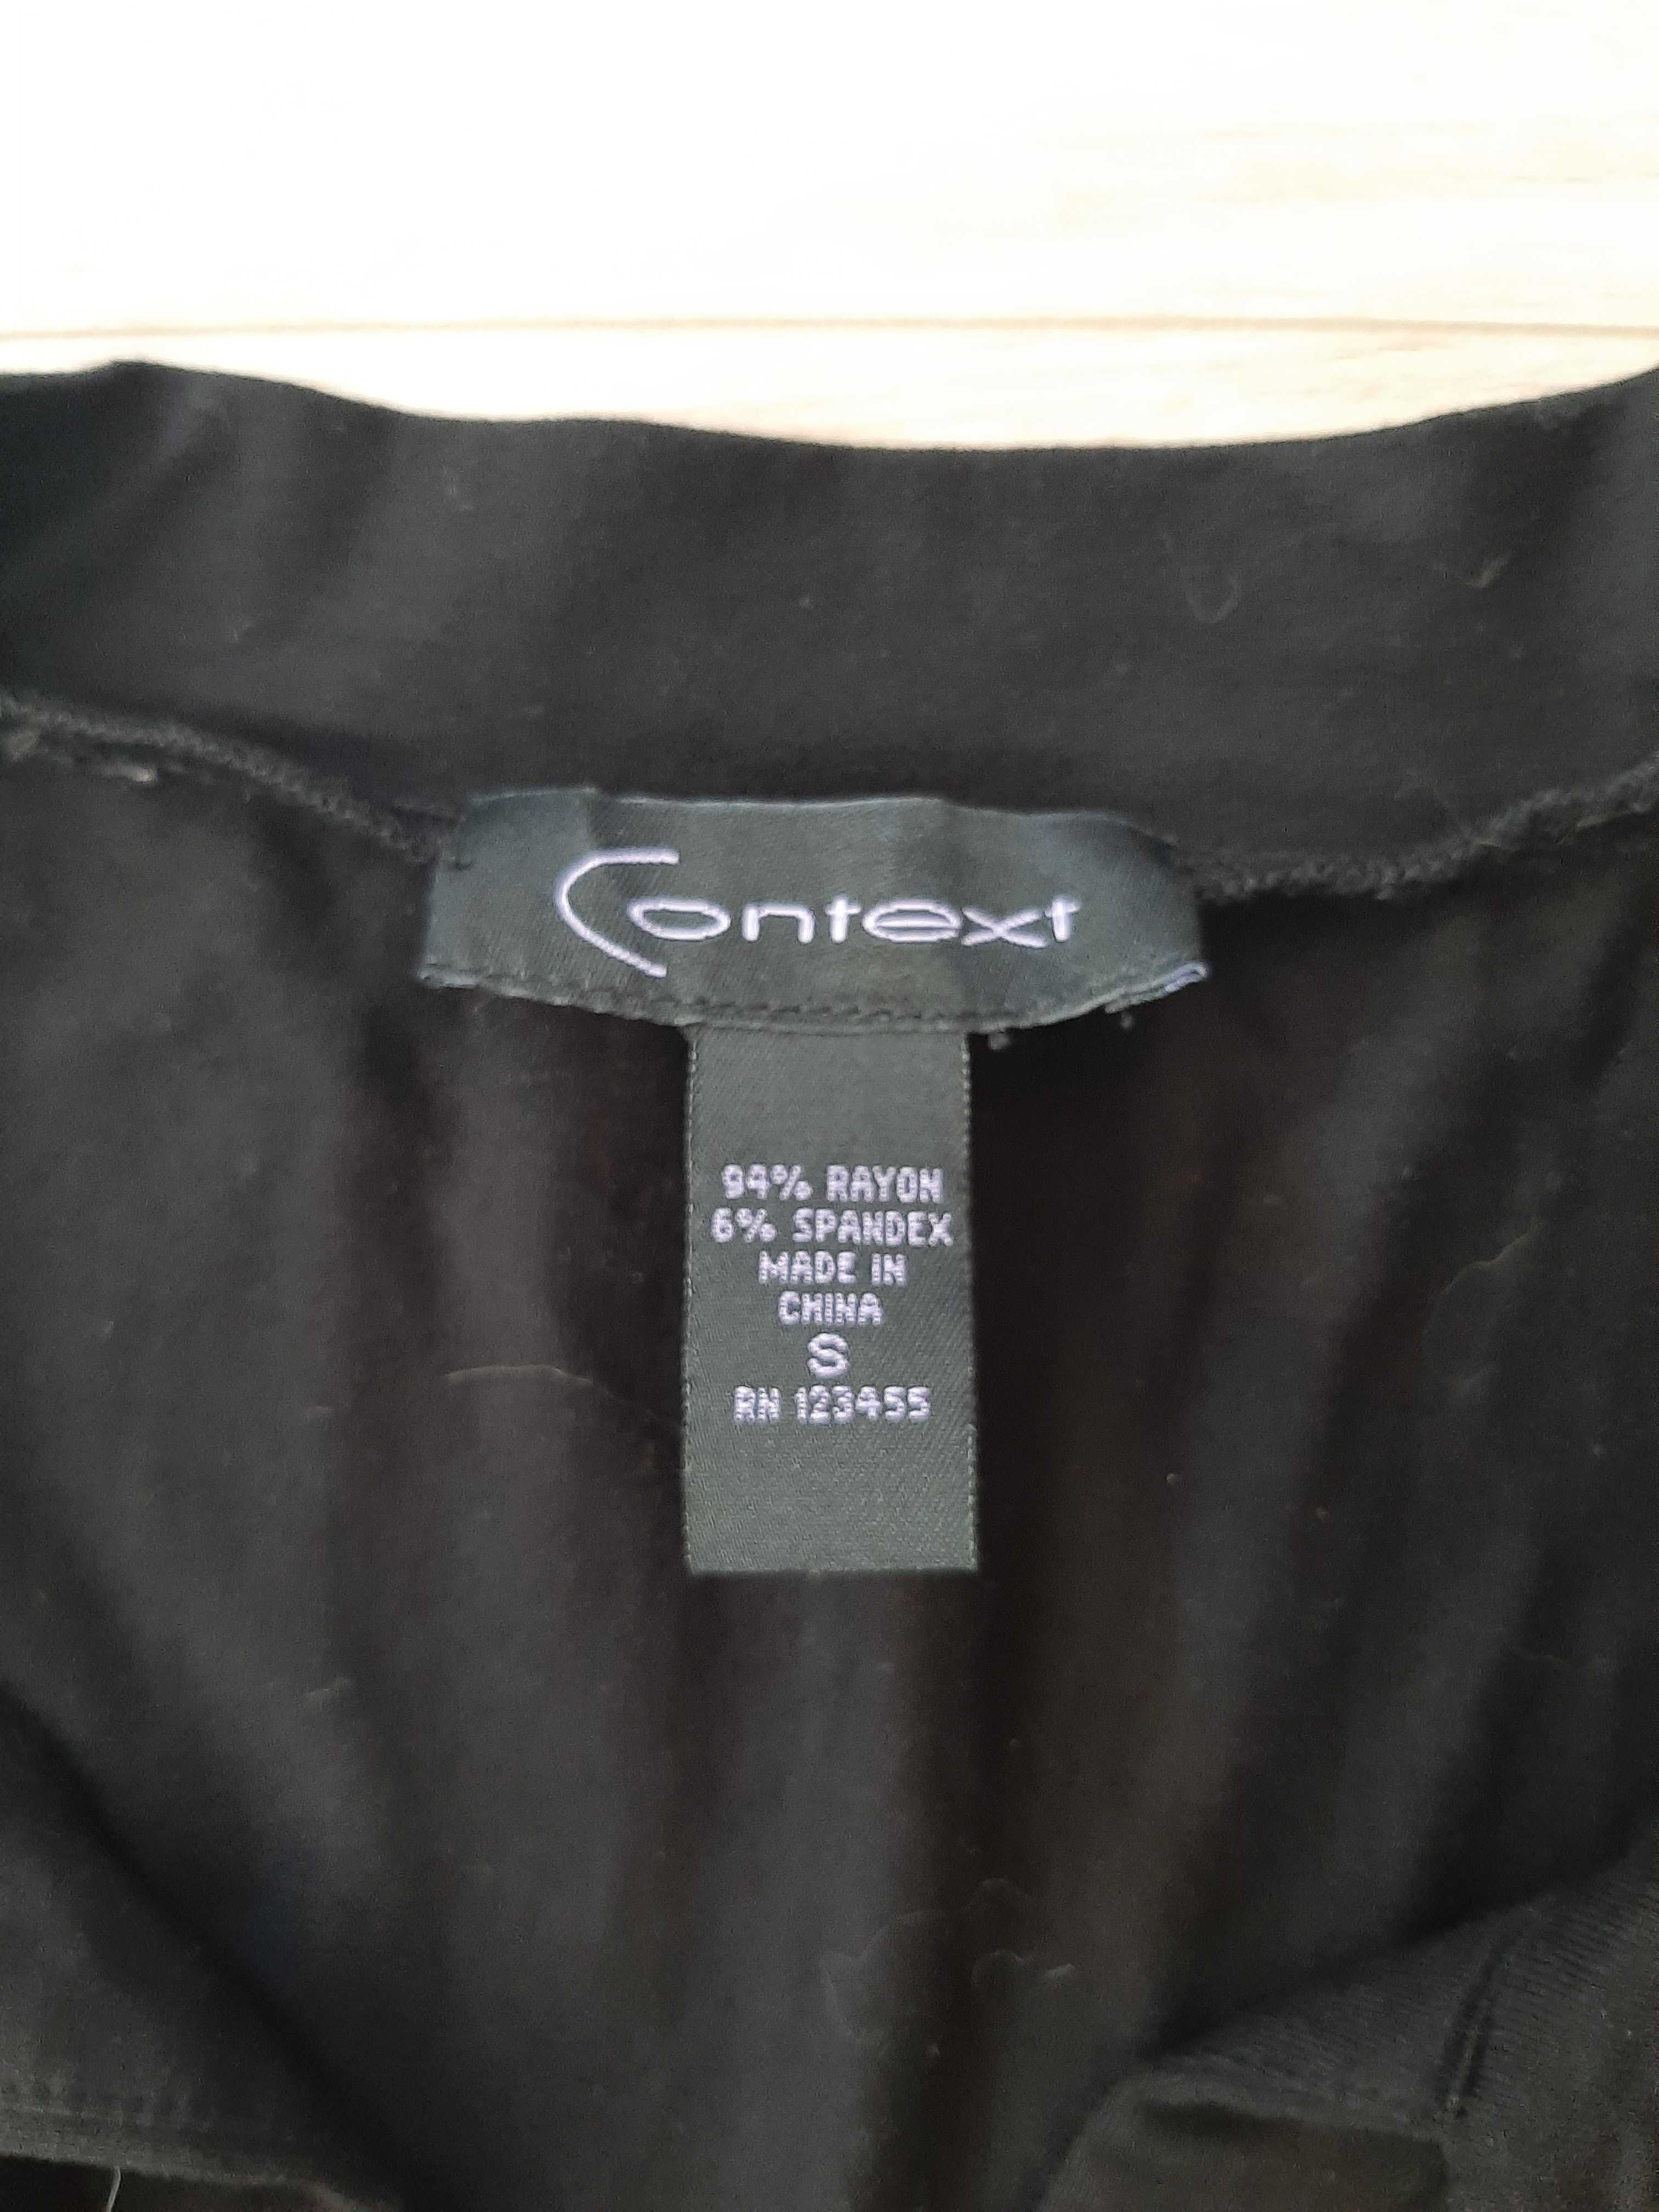 Context
94% RAYON
6% SPANDEX
MADE IN
CHINA
S
RN 123455